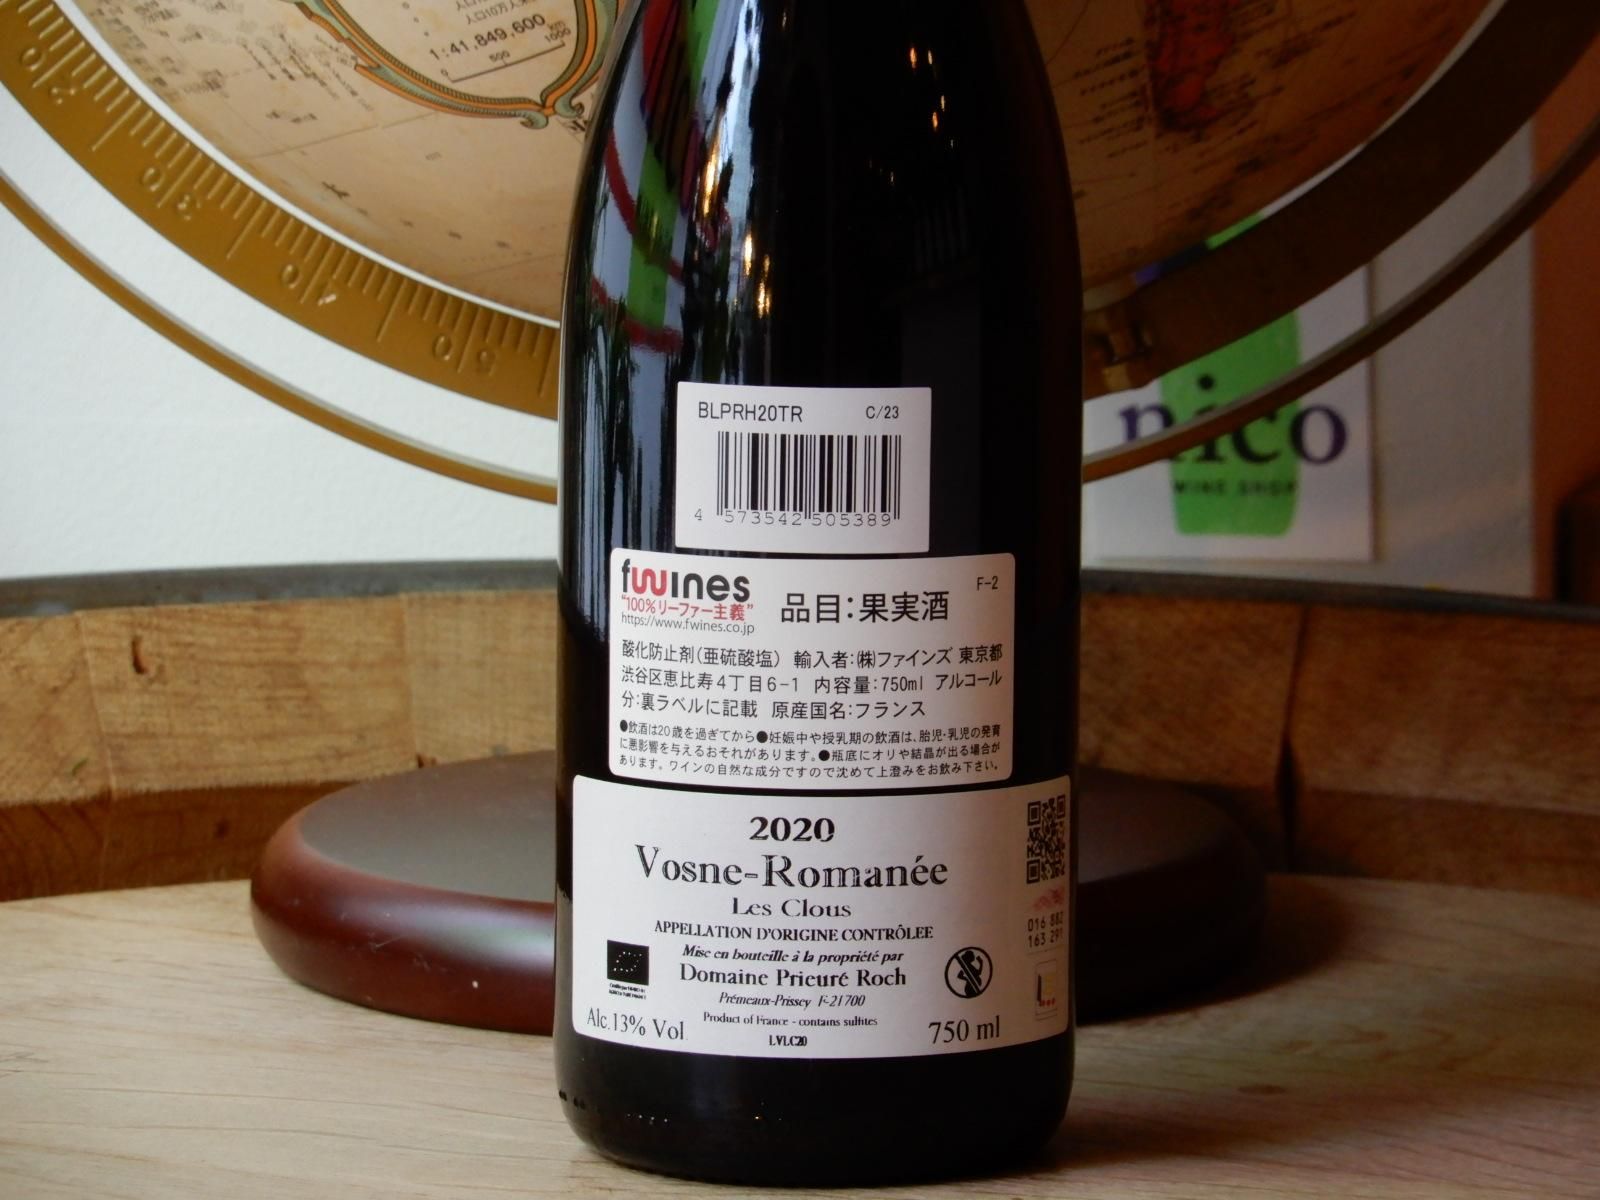 1:41,849,600
0 500 1000
20
30
40
50
nico
WINE SHOP
BLPRH20TR C/23
4 573542 505389
fwines 品目:果実酒 F-2
"100%リーファー主義"
https://www.fwines.co.jp
酸化防止剤(亜硫酸塩) 輸入者:㈱ファインズ 東京都
渋谷区恵比寿4丁目6-1 内容量:750ml アルコール
分:裏ラベルに記載 原産国名:フランス
●飲酒は20歳を過ぎてから●妊娠中や授乳期の飲酒は、胎児・乳児の発育
に悪影響を与えるおそれがあります。●瓶底にオリや結晶が出る場合が
あります。ワインの自然な成分ですので沈めて上澄みをお飲み下さい。
2020
Vosne-Romanée
Les Clous
APPELLATION D'ORIGINE CONTRÔLEE
Mise en bouteille à la propriété par
Domaine Prieuré Roch
Prémeaux-Prissey F-21700
Product of France - contains sulfites
Alc.13% Vol. 750 ml
LVLC20
016 882
163 291